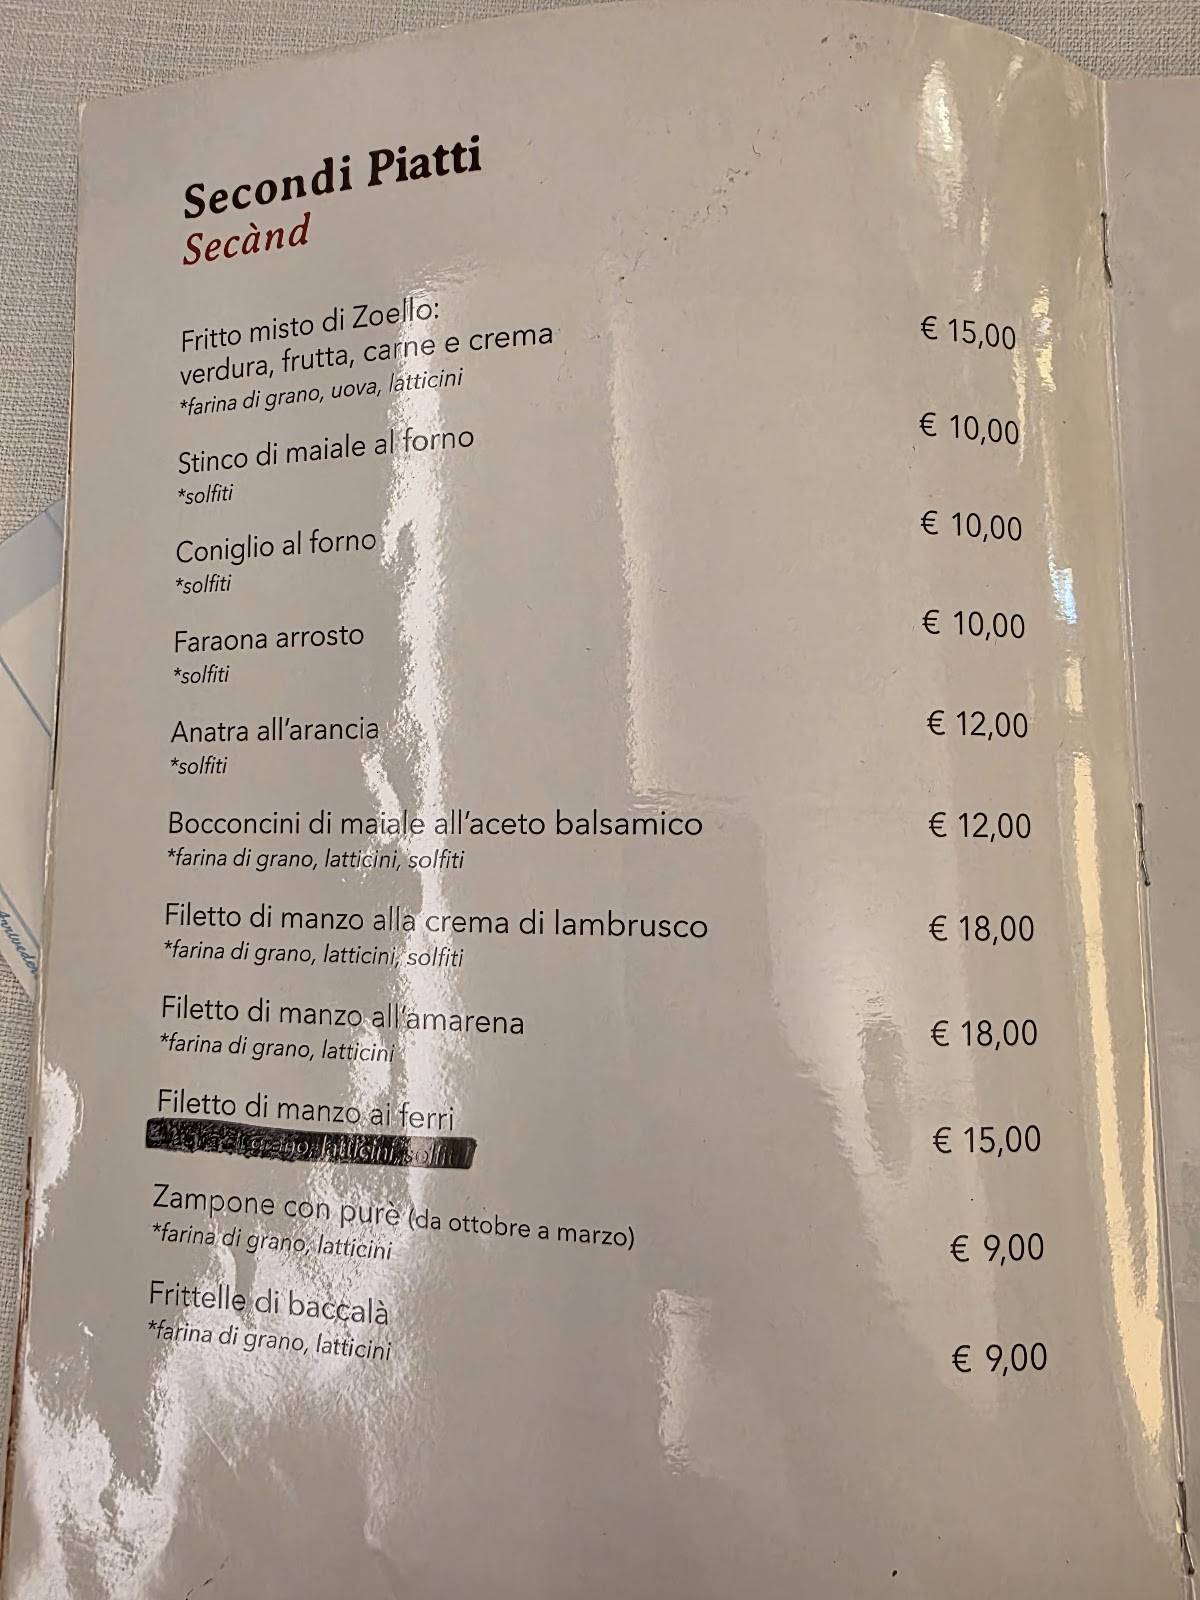 Secondi Piatti
Secànd
Fritto misto di Zoello:
verdura, frutta, carne e crema
*farina di grano, uova, latticini
€ 15,00
Stinco di maiale al forno
*solfiti
€ 10,00
Coniglio al forno
*solfiti
€ 10,00
Faraona arrosto
*solfiti
€ 10,00
Anatra all'arancia
*solfiti
€ 12,00
Bocconcini di maiale all'aceto balsamico
*farina di grano, latticini, solfiti
€ 12,00
Filetto di manzo alla crema di lambrusco
*farina di grano, latticini, solfiti
€ 18,00
Filetto di manzo all'amarena
*farina di grano, latticini
€ 18,00
Filetto di manzo ai ferri
grano, latticini,
€ 15,00
Zampone con purè (da ottobre a marzo)
*farina di grano, latticini
€ 9,00
Frittelle di baccalà
*farina di grano, latticini
€ 9,00